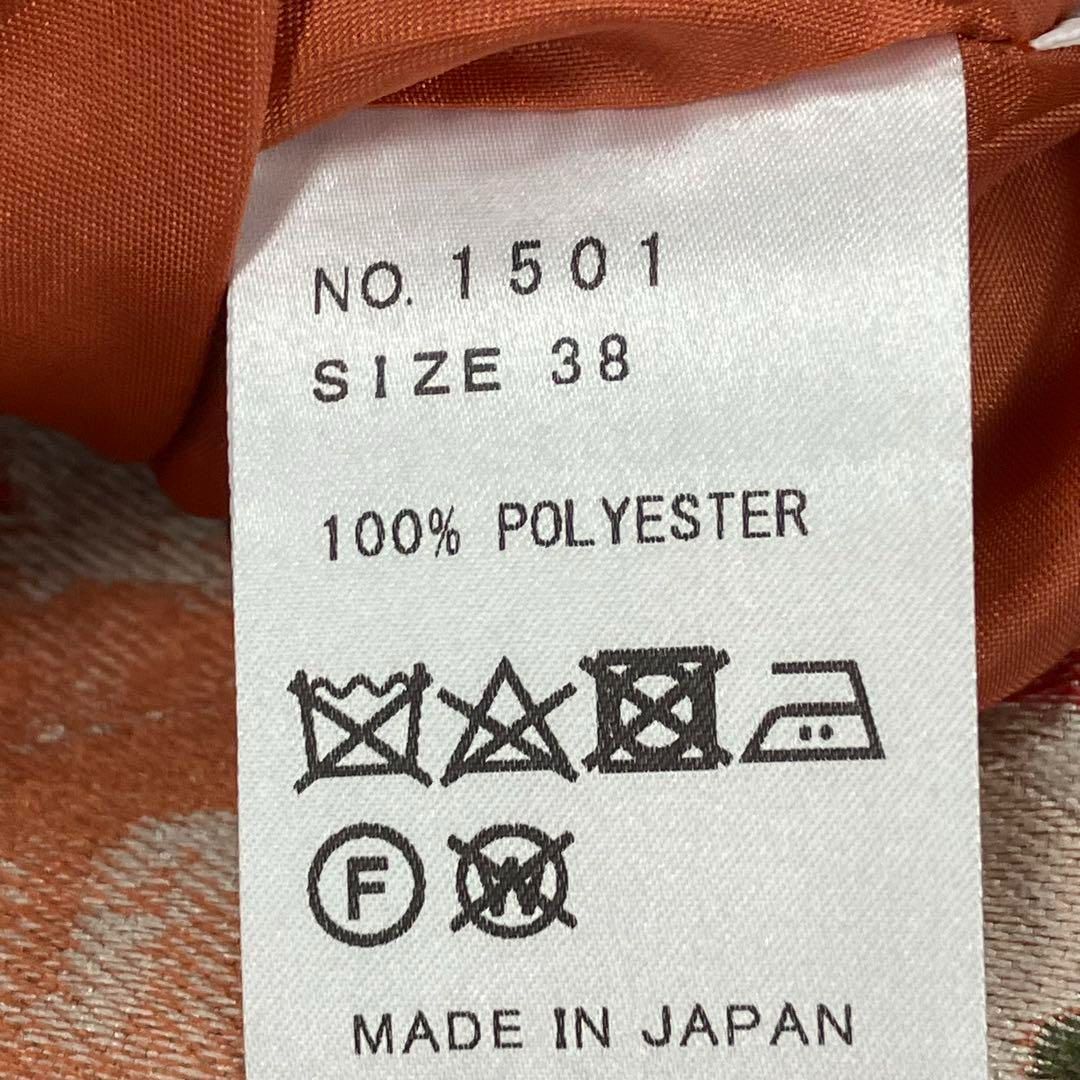 NO. 1501
SIZE 38
100% POLYESTER
F W
MADE IN JAPAN